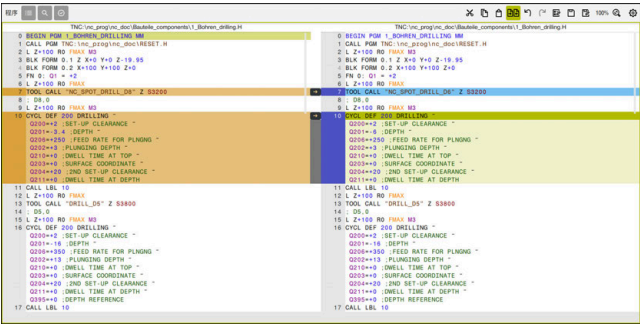 程序
100%
TNC:\nc_prog\nc_doc\Bauteile_components\1_Bohren_drilling.H
0 BEGIN PGM 1_BOHREN_DRILLING MM
1 CALL PGM TNC:\nc_prog\nc_doc\RESET.H
2 L Z+100 R0 FMAX M3
3 BLK FORM 0.1 Z X+0 Y+0 Z-19.95
4 BLK FORM 0.2 X+100 Y+100 Z+0
5 FN 0: Q1 = +2
6 L Z+100 R0 FMAX
7 TOOL CALL "NC_SPOT_DRILL_D8" Z S3200
8 ; D8,0
9 L Z+100 R0 FMAX M3
10 CYCL DEF 200 DRILLING ~
Q200=+2 ;SET-UP CLEARANCE ~
Q201=-3.4 ;DEPTH ~
Q206=+250 ;FEED RATE FOR PLNGNG ~
Q202=+3 ;PLUNGING DEPTH ~
Q210=+0 ;DWELL TIME AT TOP ~
Q203=+0 ;SURFACE COORDINATE ~
Q204=+20 ;2ND SET-UP CLEARANCE ~
Q211=+0 ;DWELL TIME AT DEPTH
11 CALL LBL 10
12 L Z+100 R0 FMAX
13 TOOL CALL "DRILL_D5" Z S3800
14 ; D5,0
15 L Z+100 R0 FMAX M3
16 CYCL DEF 200 DRILLING ~
Q200=+2 ;SET-UP CLEARANCE ~
Q201=-16 ;DEPTH ~
Q206=+350 ;FEED RATE FOR PLNGNG ~
Q202=+13 ;PLUNGING DEPTH ~
Q210=+0 ;DWELL TIME AT TOP ~
Q203=+0 ;SURFACE COORDINATE ~
Q204=+20 ;2ND SET-UP CLEARANCE ~
Q211=+0 ;DWELL TIME AT DEPTH ~
Q395=+0 ;DEPTH REFERENCE
17 CALL LBL 10
TNC:\nc_prog\nc_doc\Bauteile_components\1_Bohren_drilling.H
0 BEGIN PGM 1_BOHREN_DRILLING MM
1 CALL PGM TNC:\nc_prog\nc_doc\RESET.H
2 L Z+100 R0 FMAX M3
3 BLK FORM 0.1 Z X+0 Y+0 Z-19.95
4 BLK FORM 0.2 X+100 Y+100 Z+0
5 FN 0: Q1 = +2
6 L Z+100 R0 FMAX
7 TOOL CALL "NC_SPOT_DRILL_D6" Z S3200
8 ; D8,0
9 L Z+100 R0 FMAX M3
10 CYCL DEF 200 DRILLING ~
Q200=+2 ;SET-UP CLEARANCE ~
Q201=-6 ;DEPTH ~
Q206=+250 ;FEED RATE FOR PLNGNG ~
Q202=+3 ;PLUNGING DEPTH ~
Q210=+0 ;DWELL TIME AT TOP ~
Q203=+0 ;SURFACE COORDINATE ~
Q204=+20 ;2ND SET-UP CLEARANCE ~
Q211=+0 ;DWELL TIME AT DEPTH
11 CALL LBL 10
12 L Z+100 R0 FMAX
13 TOOL CALL "DRILL_D5" Z S3800
14 ; D5,0
15 L Z+100 R0 FMAX M3
16 CYCL DEF 200 DRILLING ~
Q200=+2 ;SET-UP CLEARANCE ~
Q201=-16 ;DEPTH ~
Q206=+350 ;FEED RATE FOR PLNGNG ~
Q202=+13 ;PLUNGING DEPTH ~
Q210=+0 ;DWELL TIME AT TOP ~
Q203=+0 ;SURFACE COORDINATE ~
Q204=+20 ;2ND SET-UP CLEARANCE ~
Q211=+0 ;DWELL TIME AT DEPTH ~
Q395=+0 ;DEPTH REFERENCE
17 CALL LBL 10